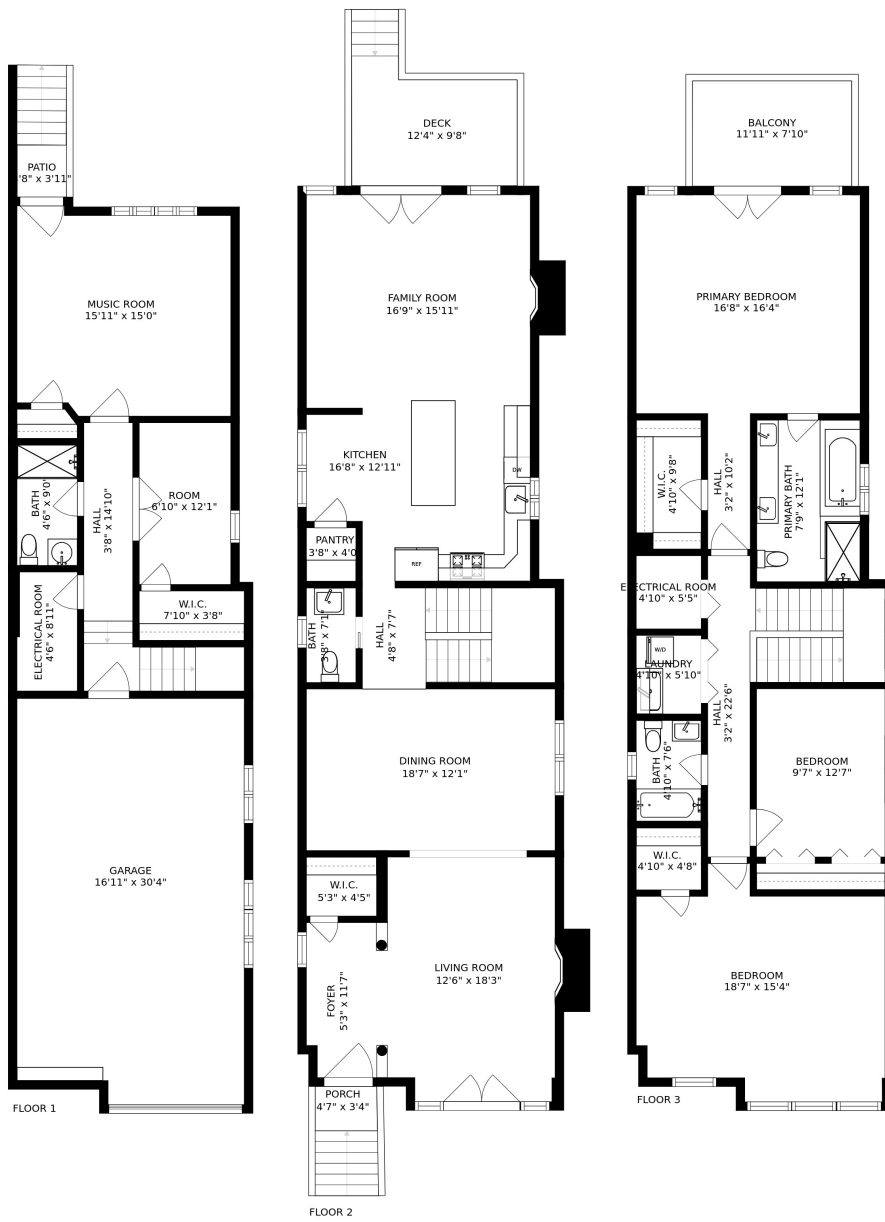 PATIO
'8" x 3'11"
MUSIC ROOM
15'11" x 15'0"
BATH
4'6" x 9'0"
HALL
3'8" x 14'10"
ROOM
6'10" x 12'1"
W.I.C.
7'10" x 3'8"
ELECTRICAL ROOM
4'6" x 8'11"
GARAGE
16'11" x 30'4"
FLOOR 1
DECK
12'4" x 9'8"
FAMILY ROOM
16'9" x 15'11"
KITCHEN
16'8" x 12'11"
DW
PANTRY
3'8" x 4'0
REF
BATH
3'8" x 7'1"
HALL
4'8" x 7'7"
DINING ROOM
18'7" x 12'1"
W.I.C.
5'3" x 4'5"
FOYER
5'3" x 11'7"
LIVING ROOM
12'6" x 18'3"
PORCH
4'7" x 3'4"
FLOOR 2
BALCONY
11'11" x 7'10"
PRIMARY BEDROOM
16'8" x 16'4"
W.I.C.
4'10" x 9'8"
HALL
3'2" x 10'2"
PRIMARY BATH
7'9" x 12'1"
ELECTRICAL ROOM
4'10" x 5'5"
W/D
LAUNDRY
4'10" x 5'10"
HALL
3'2" x 22'6"
BATH
4'10" x 7'6"
BEDROOM
9'7" x 12'7"
W.I.C.
4'10" x 4'8"
BEDROOM
18'7" x 15'4"
FLOOR 3